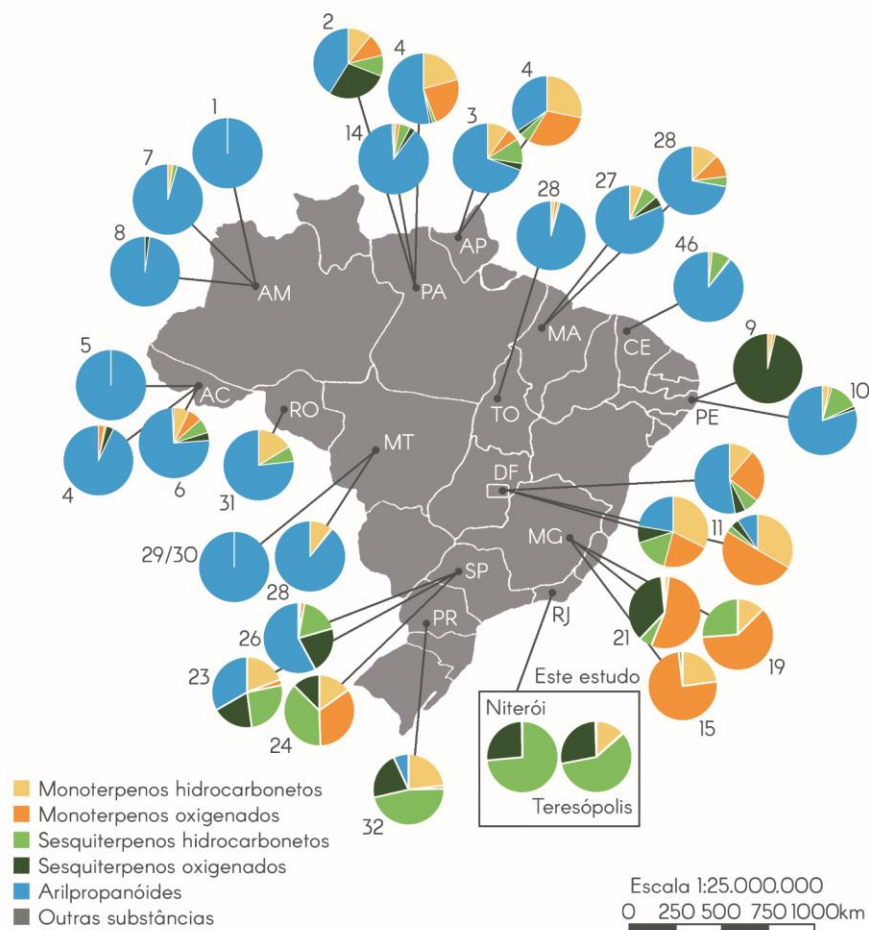 2
4
4
1
14
3
28
7
28
27
8
46
AP
AM
PA
MA
CE
9
5
AC
RO
TO
PE
10
MT
4
6
31
DF
11
MG
29/30
28
SP
RJ
21
19
PR
26
15
23
24
Este estudo
Niterói
Teresópolis
32
Monoterpenos hidrocarbonetos
Monoterpenos oxigenados
Sesquiterpenos hidrocarbonetos
Sesquiterpenos oxigenados
Arilpropanóides
Outras substâncias
Escala 1:25.000.000
0 250 500 750 1000km